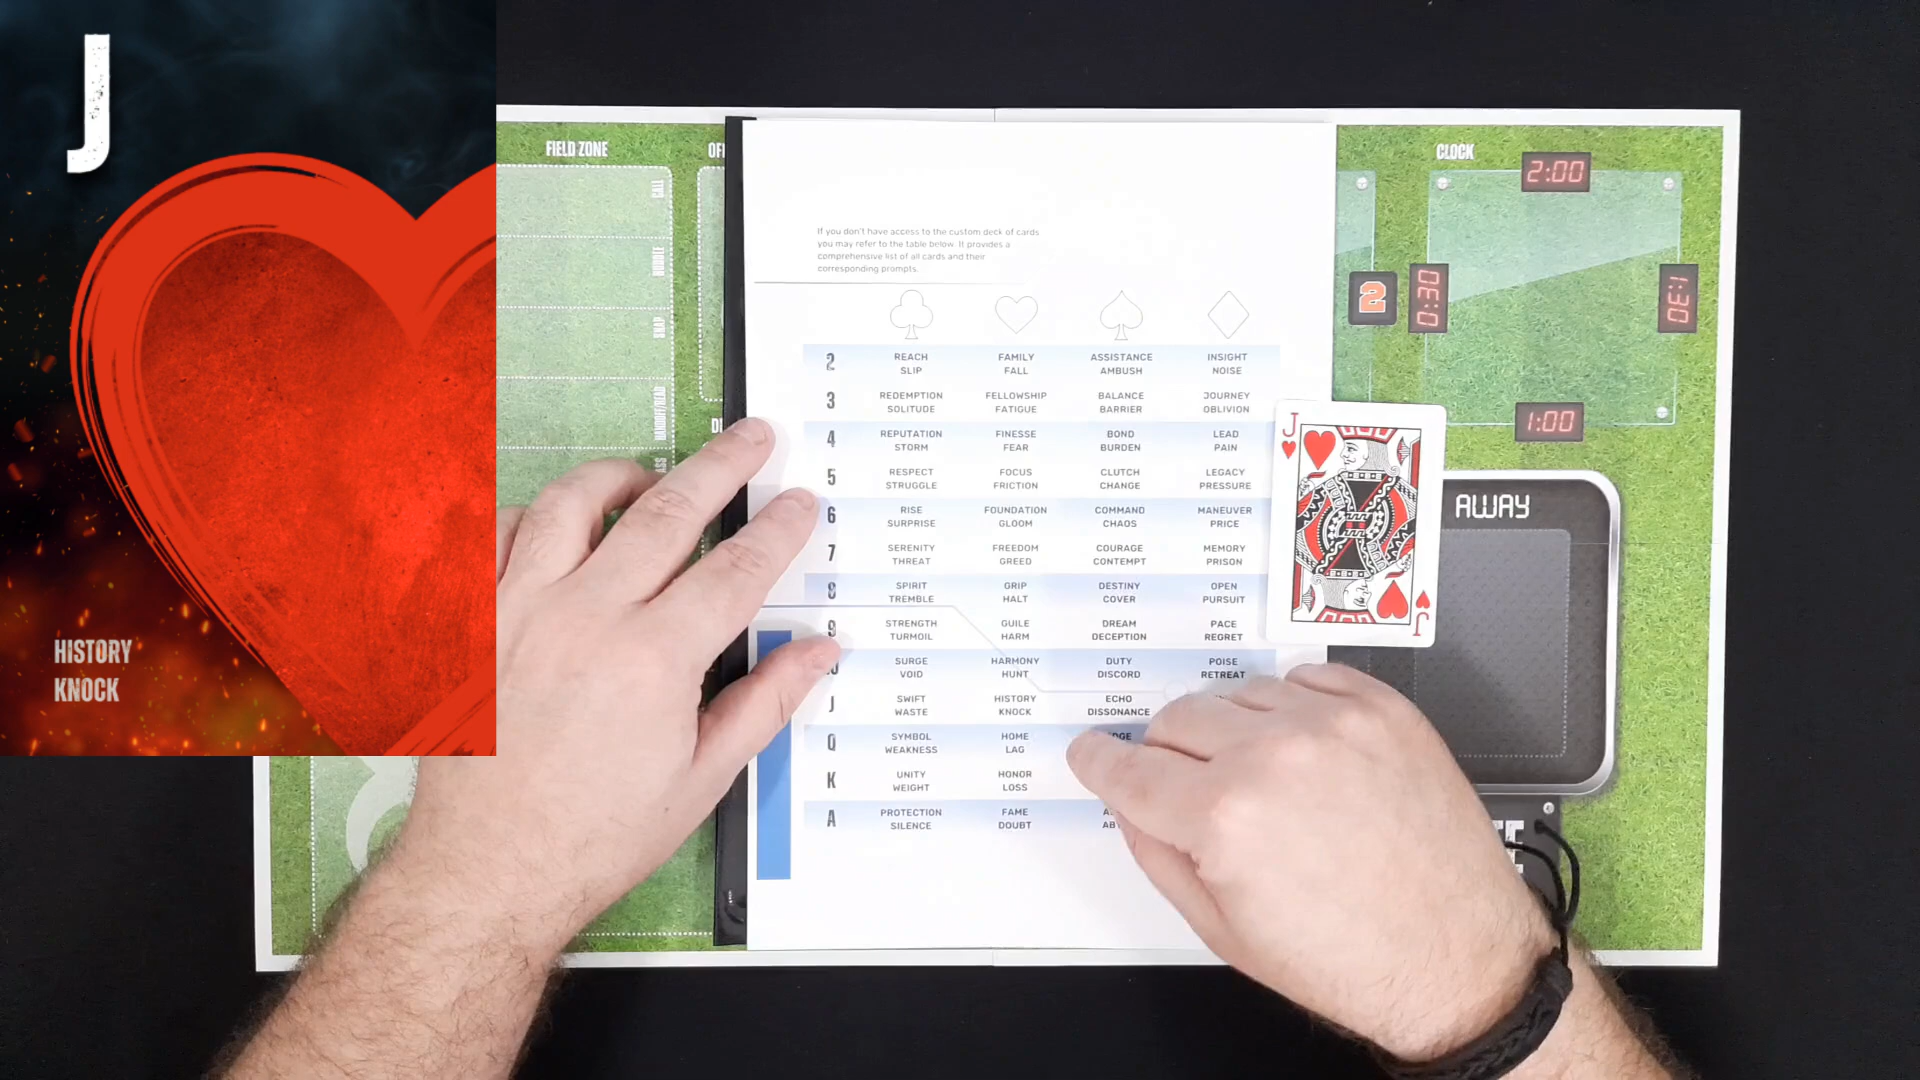 J
HISTORY
KNOCK
FIELD ZONE
CALL
HUDDLE
SNAP
HANDOFF/READ
If you don't have access to the custom deck of cards
you may refer to the table below. It provides a
comprehensive list of all cards and their
corresponding prompts.
2 REACH FAMILY ASSISTANCE INSIGHT
SLIP FALL AMBUSH NOISE
3 REDEMPTION FELLOWSHIP BALANCE JOURNEY
SOLITUDE FATIGUE BARRIER OBLIVION
4 REPUTATION FINESSE BOND LEAD
STORM FEAR BURDEN PAIN
5 RESPECT FOCUS CLUTCH LEGACY
STRUGGLE FRICTION CHANGE PRESSURE
6 RISE FOUNDATION COMMAND MANEUVER
SURPRISE GLOOM CHAOS PRICE
7 SERENITY FREEDOM COURAGE MEMORY
THREAT GREED CONTEMPT PRISON
8 SPIRIT GRIP DESTINY OPEN
TREMBLE HALT COVER PURSUIT
9 STRENGTH GUILE DREAM PACE
TURMOIL HARM DECEPTION REGRET
SURGE HARMONY DUTY POISE
VOID HUNT DISCORD RETREAT
J SWIFT HISTORY ECHO
WASTE KNOCK DISSONANCE
Q SYMBOL HOME
WEAKNESS LAG
K UNITY HONOR
WEIGHT LOSS
A PROTECTION FAME
SILENCE DOUBT
CLOCK
2:00
0:30
1:30
1:00
2
J
J
AWAY